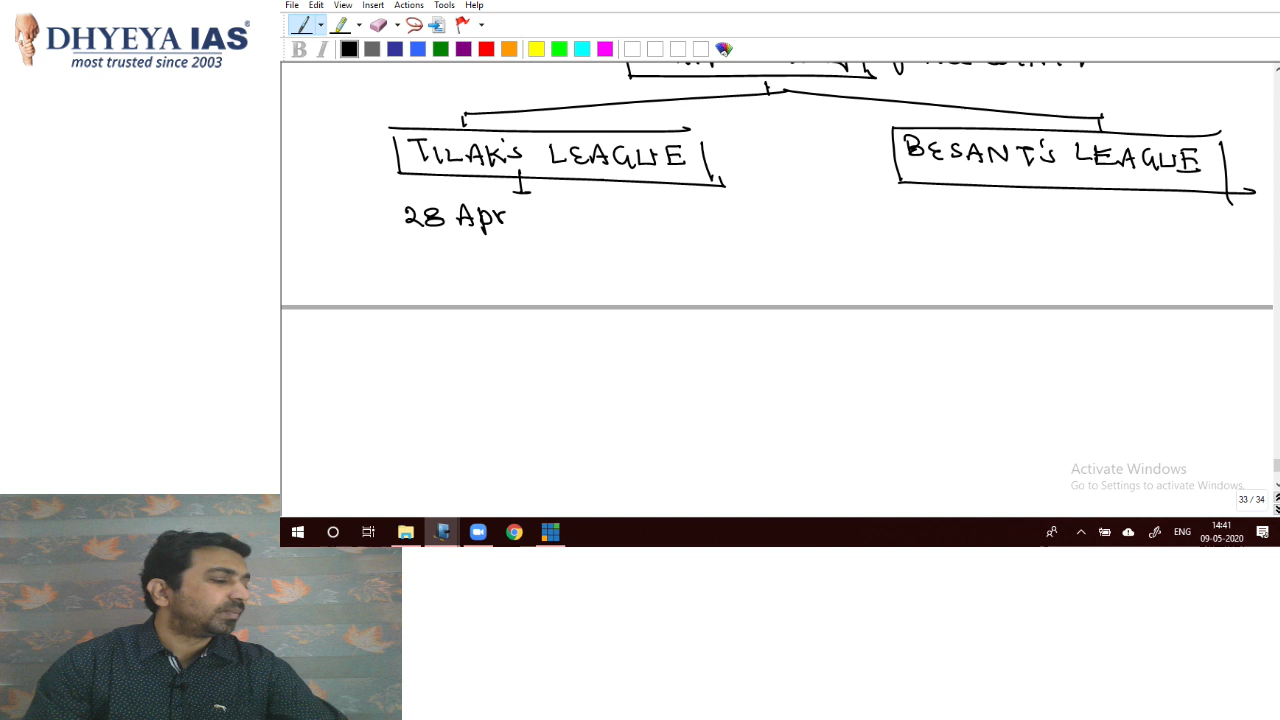 DHYEYA IAS®
most trusted since 2003
File Edit View Insert Actions Tools Help
B I
TILAK's LEAGUE
BESANT's LEAGUE
28 Apr
Activate Windows
Go to Settings to activate Windows.
33 / 34
ENG
14:41
09-05-2020